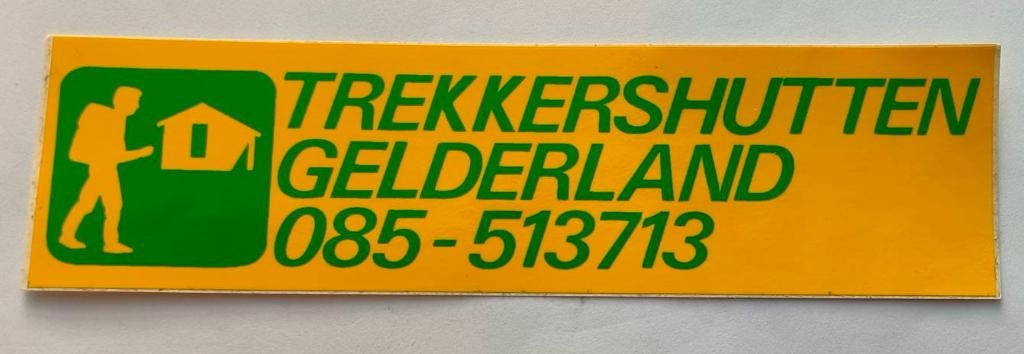 TREKKERSHUTTEN
GELDERLAND
085-513713